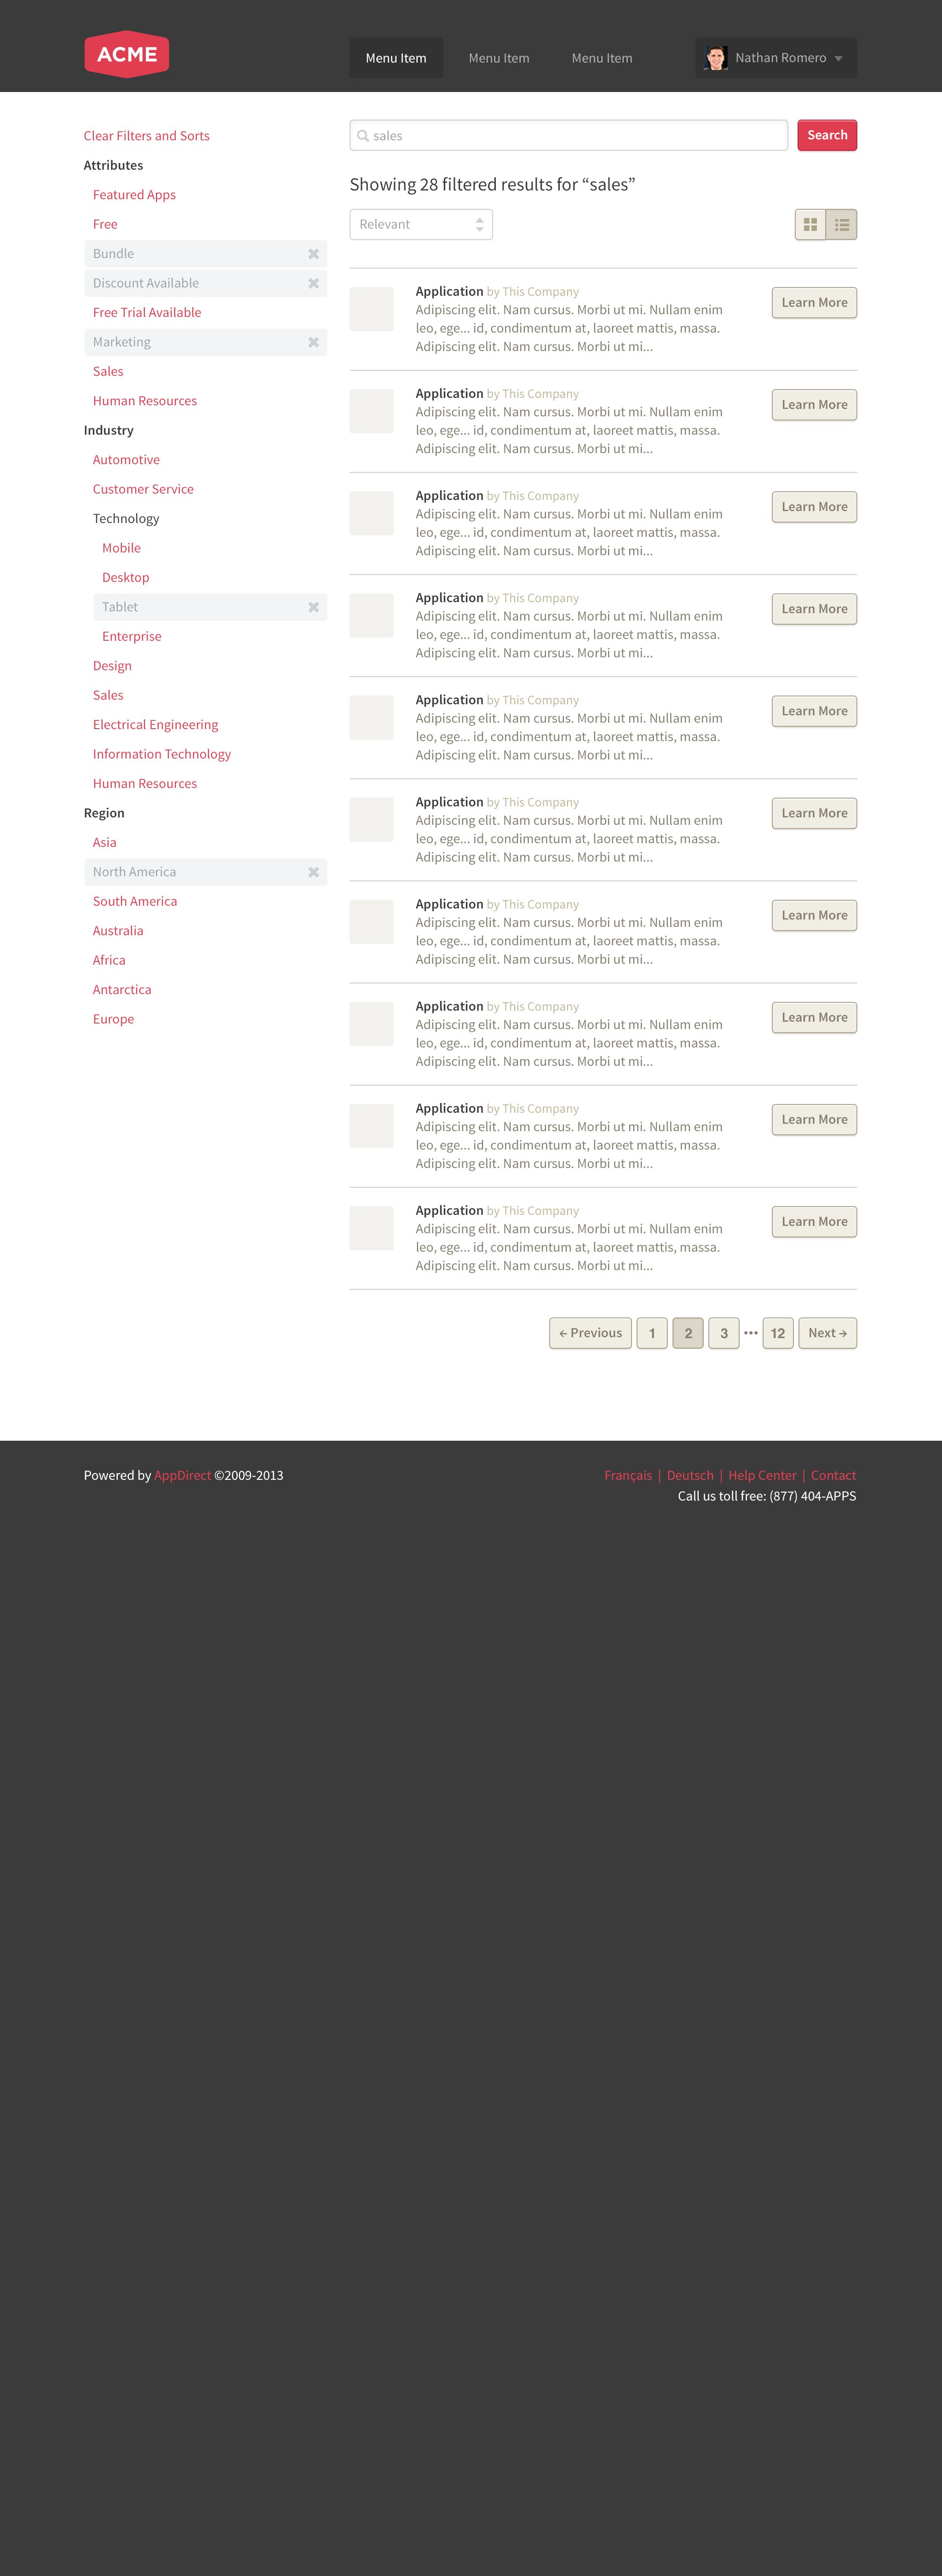 ACME
Menu Item
Menu Item
Menu Item
Nathan Romero
Clear Filters and Sorts
Attributes
Featured Apps
Free
Bundle
Discount Available
Free Trial Available
Marketing
Sales
Human Resources
Industry
Automotive
Customer Service
Technology
Mobile
Desktop
Tablet
Enterprise
Design
Sales
Electrical Engineering
Information Technology
Human Resources
Region
Asia
North America
South America
Australia
Africa
Antarctica
Europe
sales
Search
Showing 28 filtered results for “sales”
Relevant
Application by This Company
Adipiscing elit. Nam cursus. Morbi ut mi. Nullam enim
leo, ege... id, condimentum at, laoreet mattis, massa.
Adipiscing elit. Nam cursus. Morbi ut mi...
Learn More
Application by This Company
Adipiscing elit. Nam cursus. Morbi ut mi. Nullam enim
leo, ege... id, condimentum at, laoreet mattis, massa.
Adipiscing elit. Nam cursus. Morbi ut mi...
Learn More
Application by This Company
Adipiscing elit. Nam cursus. Morbi ut mi. Nullam enim
leo, ege... id, condimentum at, laoreet mattis, massa.
Adipiscing elit. Nam cursus. Morbi ut mi...
Learn More
Application by This Company
Adipiscing elit. Nam cursus. Morbi ut mi. Nullam enim
leo, ege... id, condimentum at, laoreet mattis, massa.
Adipiscing elit. Nam cursus. Morbi ut mi...
Learn More
Application by This Company
Adipiscing elit. Nam cursus. Morbi ut mi. Nullam enim
leo, ege... id, condimentum at, laoreet mattis, massa.
Adipiscing elit. Nam cursus. Morbi ut mi...
Learn More
Application by This Company
Adipiscing elit. Nam cursus. Morbi ut mi. Nullam enim
leo, ege... id, condimentum at, laoreet mattis, massa.
Adipiscing elit. Nam cursus. Morbi ut mi...
Learn More
Application by This Company
Adipiscing elit. Nam cursus. Morbi ut mi. Nullam enim
leo, ege... id, condimentum at, laoreet mattis, massa.
Adipiscing elit. Nam cursus. Morbi ut mi...
Learn More
Application by This Company
Adipiscing elit. Nam cursus. Morbi ut mi. Nullam enim
leo, ege... id, condimentum at, laoreet mattis, massa.
Adipiscing elit. Nam cursus. Morbi ut mi...
Learn More
Application by This Company
Adipiscing elit. Nam cursus. Morbi ut mi. Nullam enim
leo, ege... id, condimentum at, laoreet mattis, massa.
Adipiscing elit. Nam cursus. Morbi ut mi...
Learn More
Application by This Company
Adipiscing elit. Nam cursus. Morbi ut mi. Nullam enim
leo, ege... id, condimentum at, laoreet mattis, massa.
Adipiscing elit. Nam cursus. Morbi ut mi...
Learn More
← Previous 1 2 3 ••• 12 Next →
Powered by AppDirect ©2009-2013
Français | Deutsch | Help Center | Contact
Call us toll free: (877) 404-APPS